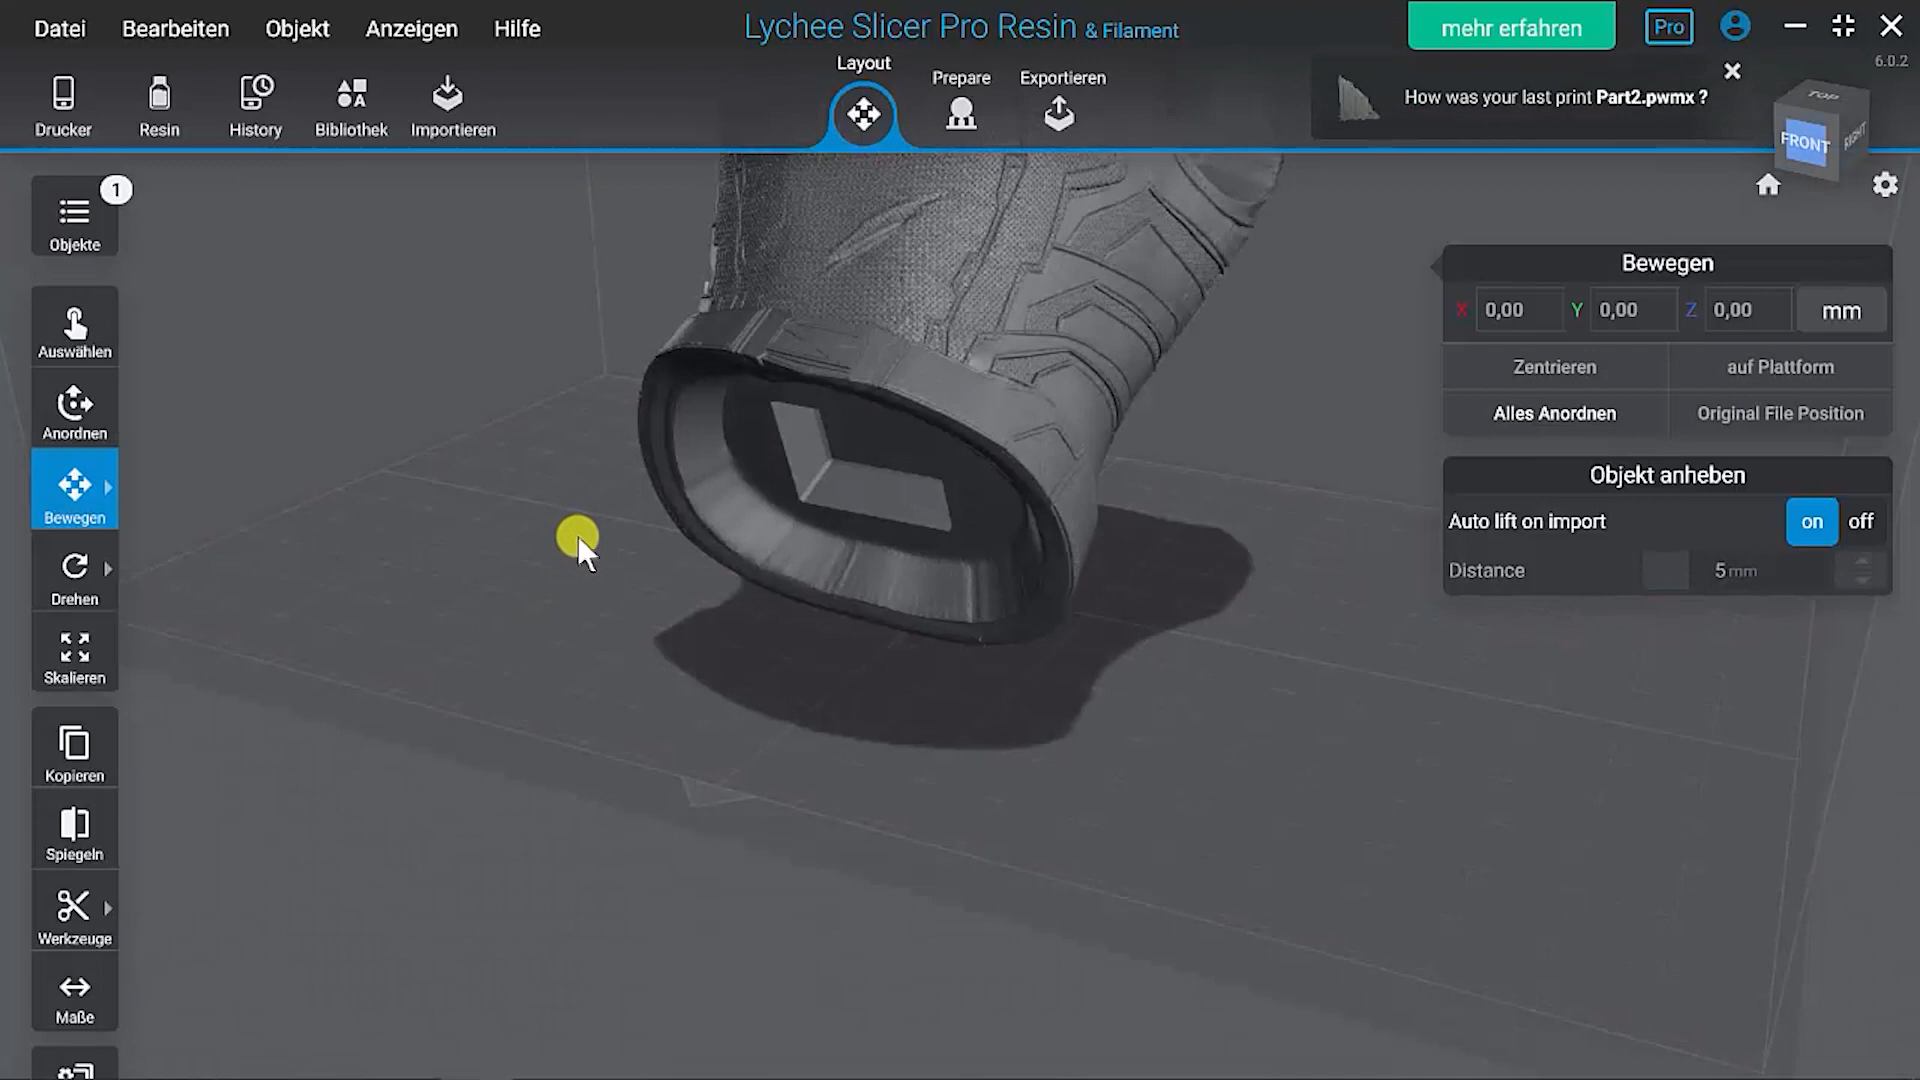 Datei Bearbeiten Objekt Anzeigen Hilfe
Lychee Slicer Pro Resin & Filament
mehr erfahren
Pro
6.0.2
Drucker
Resin
History
Bibliothek
Importieren
Layout
Prepare
Exportieren
How was your last print Part2.pwmx ?
TOP
FRONT
RIGHT
1
Objekte
Auswählen
Anordnen
Bewegen
Drehen
Skalieren
Kopieren
Spiegeln
Werkzeuge
Maße
Bewegen
X 0,00 Y 0,00 Z 0,00 mm
Zentrieren auf Plattform
Alles Anordnen Original File Position
Objekt anheben
Auto lift on import on off
Distance 5 mm